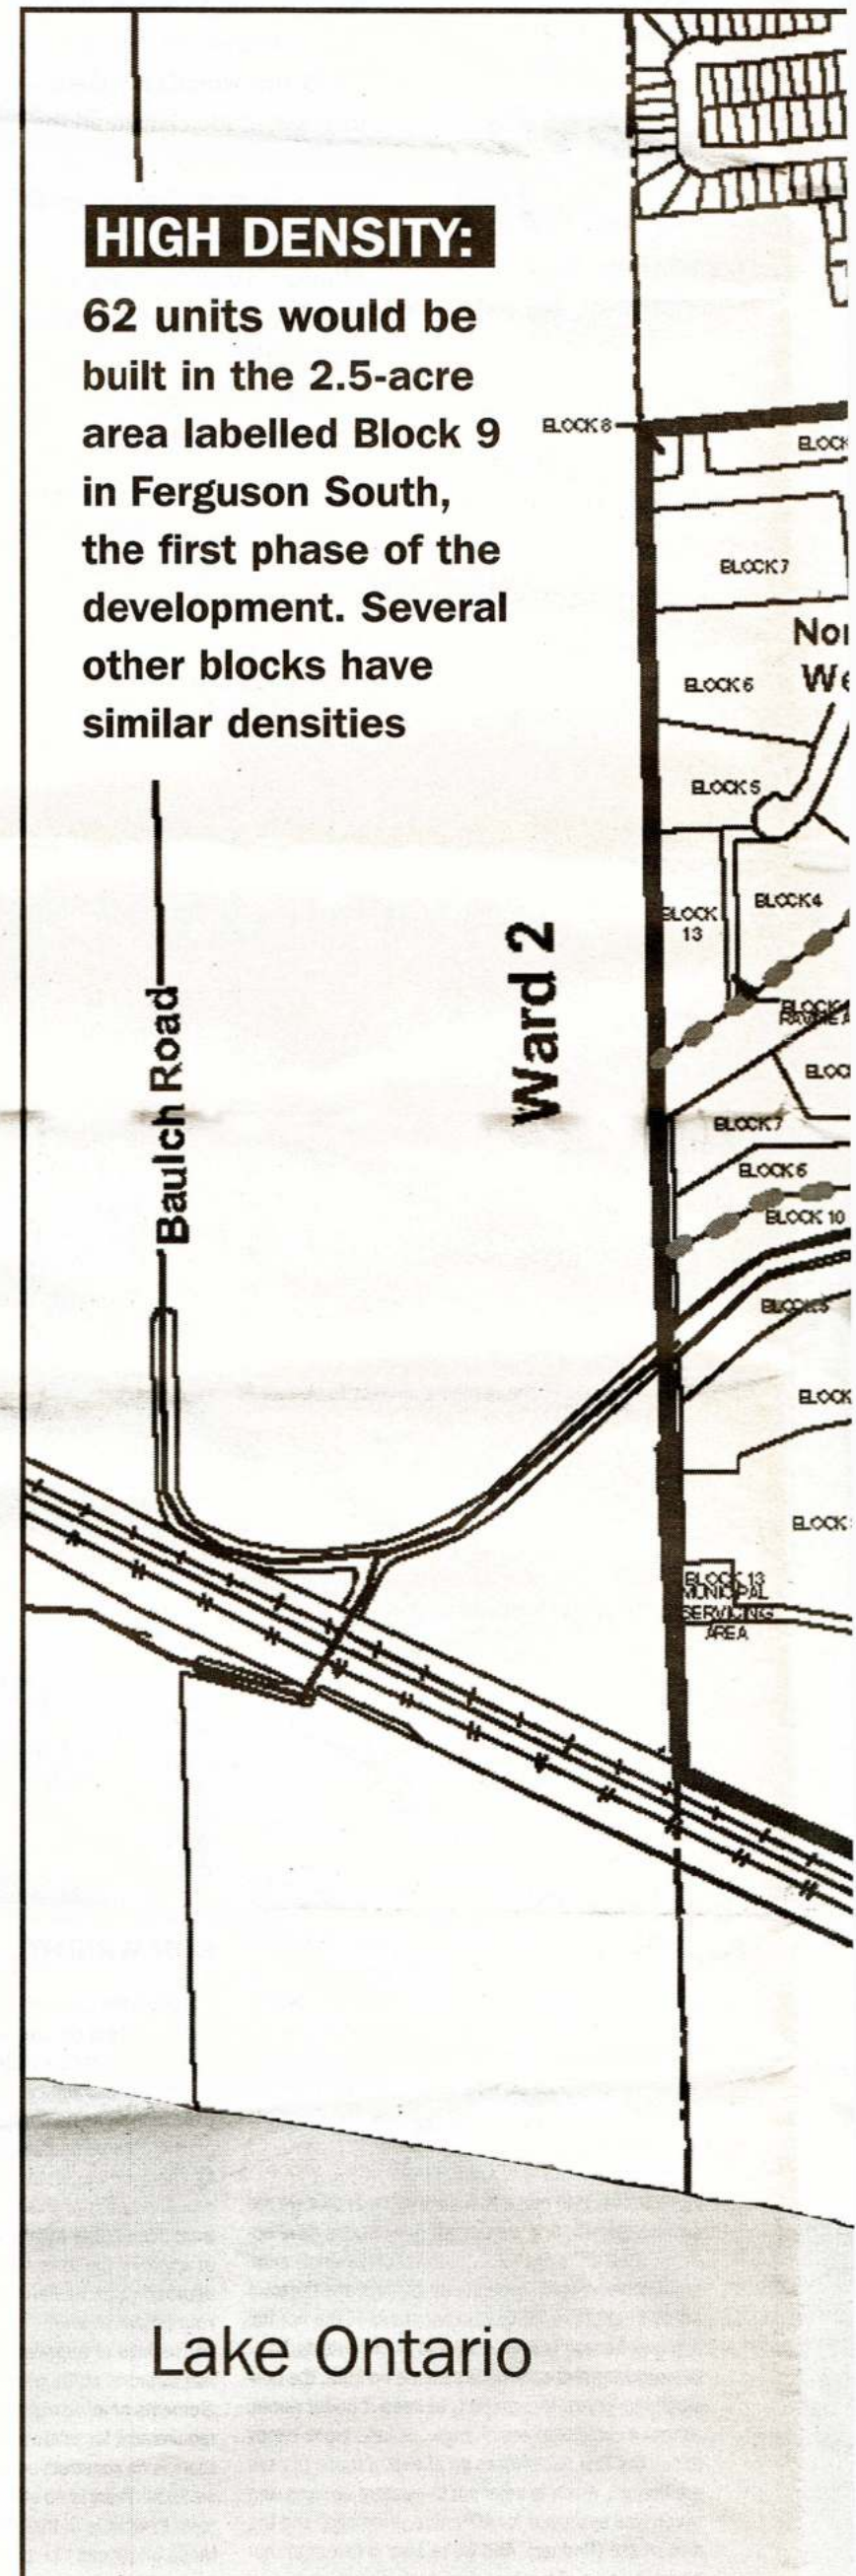 HIGH DENSITY:
62 units would be
built in the 2.5-acre
area labelled Block 9
in Ferguson South,
the first phase of the
development. Several
other blocks have
similar densities
BLOCK 8
BLOCK
BLOCK 7
BLOCK 6
BLOCK 5
BLOCK 4
BLOCK
13
Ward 2
Baulch Road
BLOCK 7
BLOCK 6
BLOCK 10
BLOCK
BLOCK
BLOCK 13
MUNICIPAL
SERVICING
AREA
Lake Ontario